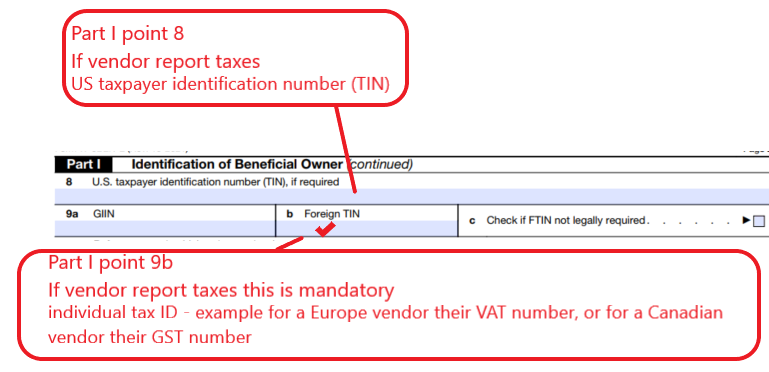 Part I point 8
If vendor report taxes
US taxpayer identification number (TIN)
Part I Identification of Beneficial Owner (continued)
8 U.S. taxpayer identification number (TIN), if required
9a GIIN b Foreign TIN c Check if FTIN not legally required . . . . . . ▶
Part I point 9b
If vendor report taxes this is mandatory
individual tax ID - example for a Europe vendor their VAT number, or for a Canadian
vendor their GST number